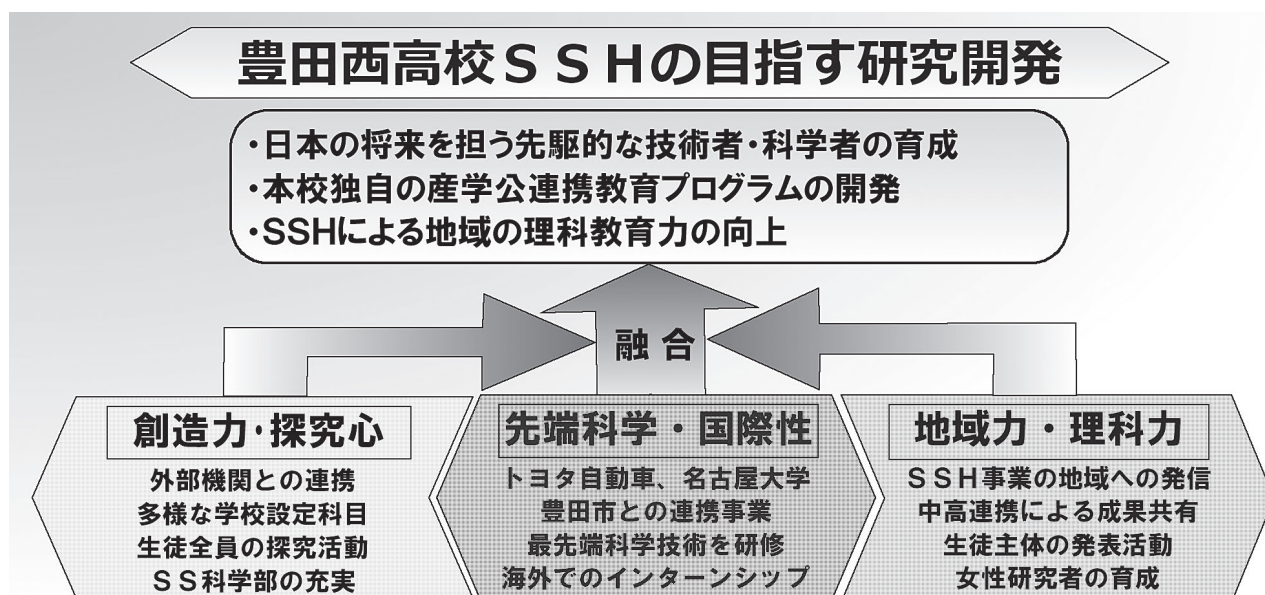 豊田西高校ＳＳＨの目指す研究開発
・日本の将来を担う先駆的な技術者・科学者の育成
・本校独自の産学公連携教育プログラムの開発
・SSHによる地域の理科教育力の向上
融合
創造力・探究心
外部機関との連携
多様な学校設定科目
生徒全員の探究活動
ＳＳ科学部の充実
先端科学・国際性
トヨタ自動車、名古屋大学
豊田市との連携事業
最先端科学技術を研修
海外でのインターンシップ
地域力・理科力
ＳＳＨ事業の地域への発信
中高連携による成果共有
生徒主体の発表活動
女性研究者の育成